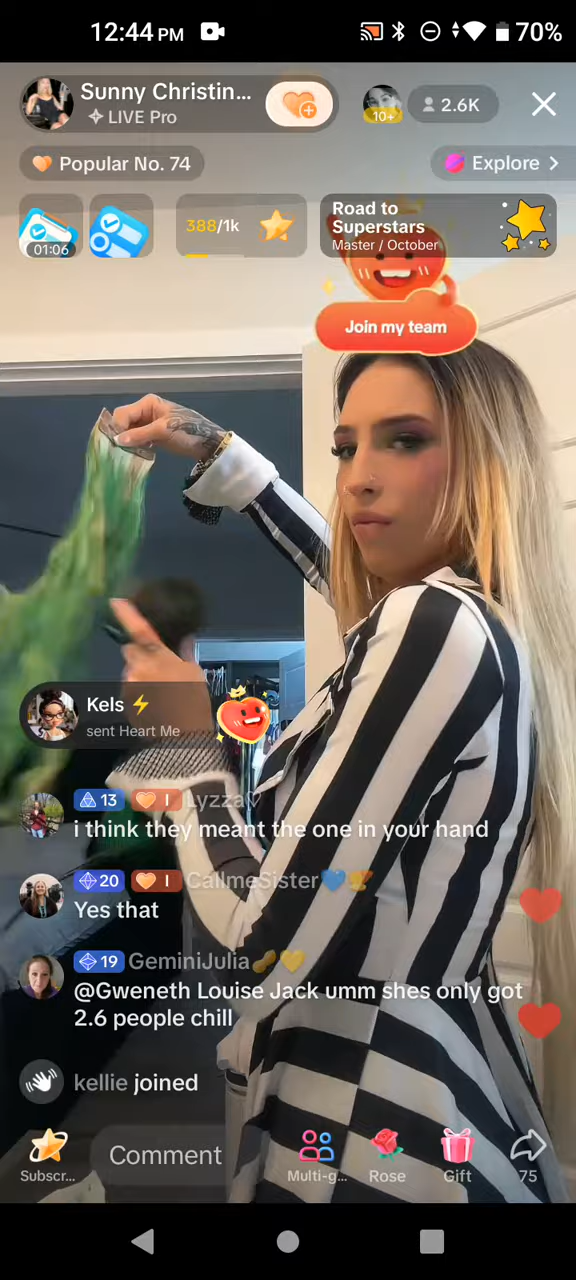 12:44 PM
70%
Sunny Christin...
LIVE Pro
10+
2.6K
Popular No. 74
Explore >
01:06
388/1k
Road to
Superstars
Master / October
Join my team
Kels
sent Heart Me
13 I Lyzza
i think they meant the one in your hand
20 I CallmeSister
Yes that
19 GeminiJulia
@Gweneth Louise Jack umm shes only got
2.6 people chill
kellie joined
Subscr...
Comment
Multi-g...
Rose
Gift
75